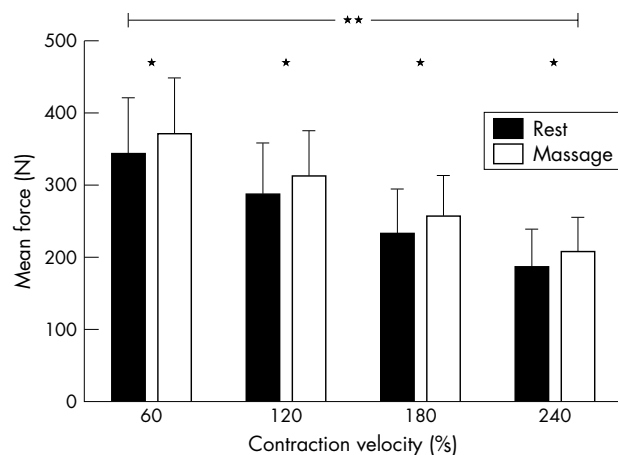 ★★
500
★ ★ ★ ★
400
Rest
Massage
300
Mean force (N)
200
100
0
60 120 180 240
Contraction velocity (%)